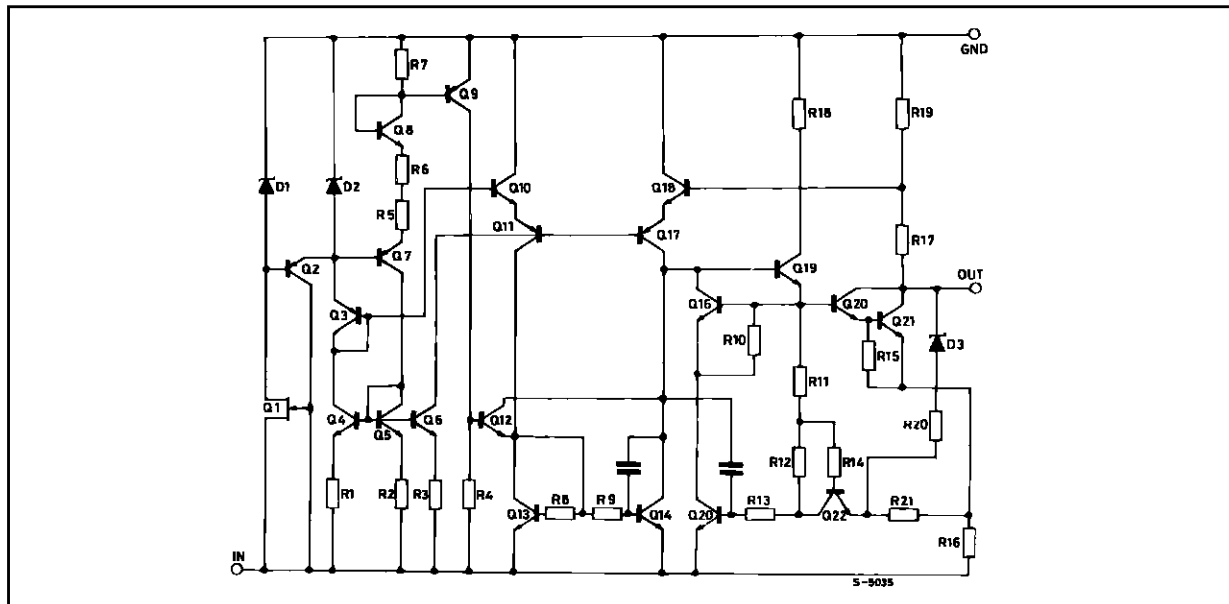 GND
R7
Q9
Q8
R18
R19
R6
D1
D2
Q10
Q18
R5
Q11
Q17
R17
Q2
Q7
Q19
OUT
Q3
Q16
Q20
Q21
R10
R15
D3
R11
Q1
Q4
Q5
Q6
Q12
R20
R12
R14
R1
R2
R3
R4
Q13
R8
R9
Q14
Q20
R13
Q22
R21
R16
IN
S-5035